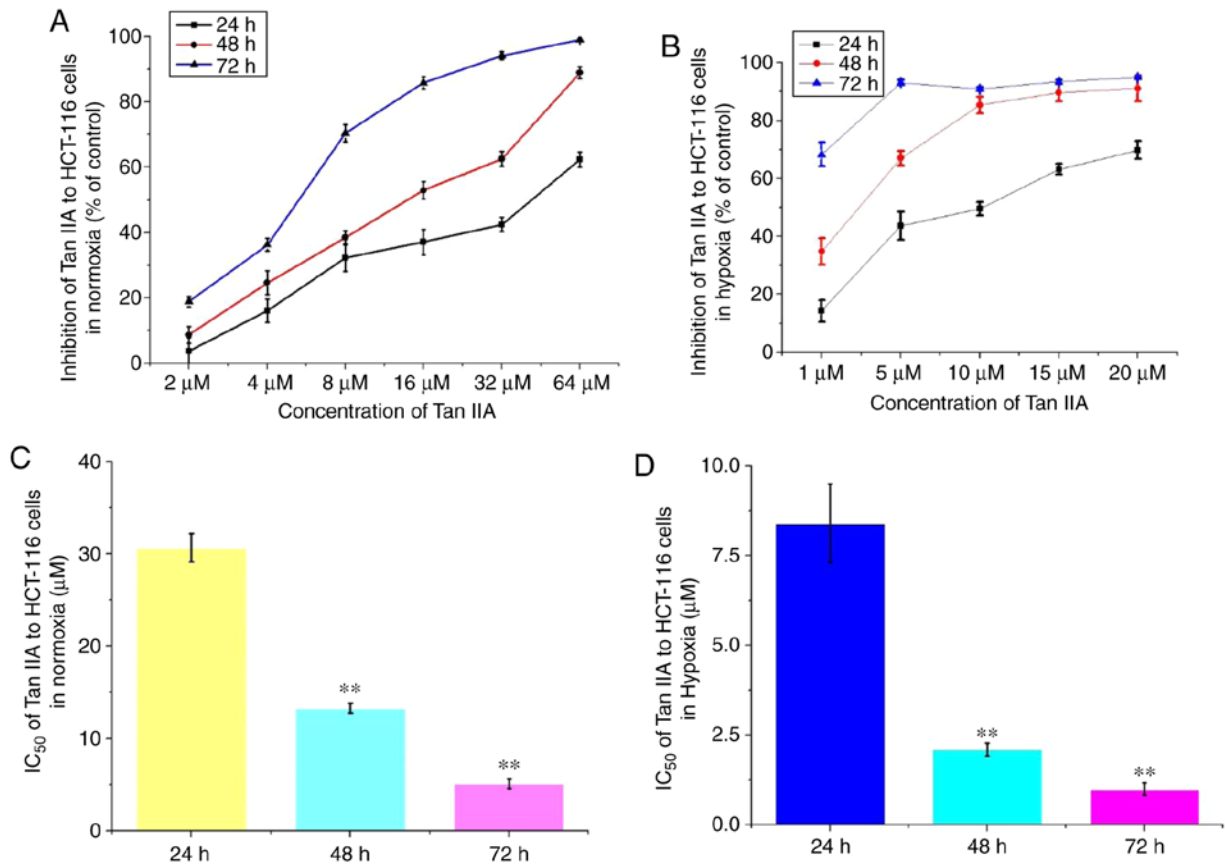 A
24 h
48 h
72 h
Inhibition of Tan IIA to HCT-116 cells
in normoxia (% of control)
100
80
60
40
20
0
2 μM 4 μM 8 μM 16 μM 32 μM 64 μM
Concentration of Tan IIA
B
24 h
48 h
72 h
Inhibition of Tan IIA to HCT-116 cells
in hypoxia (% of control)
100
80
60
40
20
0
1 μM 5 μM 10 μM 15 μM 20 μM
Concentration of Tan IIA
C
IC50 of Tan IIA to HCT-116 cells
in normoxia (μM)
40
30
20
10
0
**
**
24 h 48 h 72 h
D
IC50 of Tan IIA to HCT-116 cells
in Hypoxia (μM)
10.0
7.5
5.0
2.5
0.0
**
**
24 h 48 h 72 h